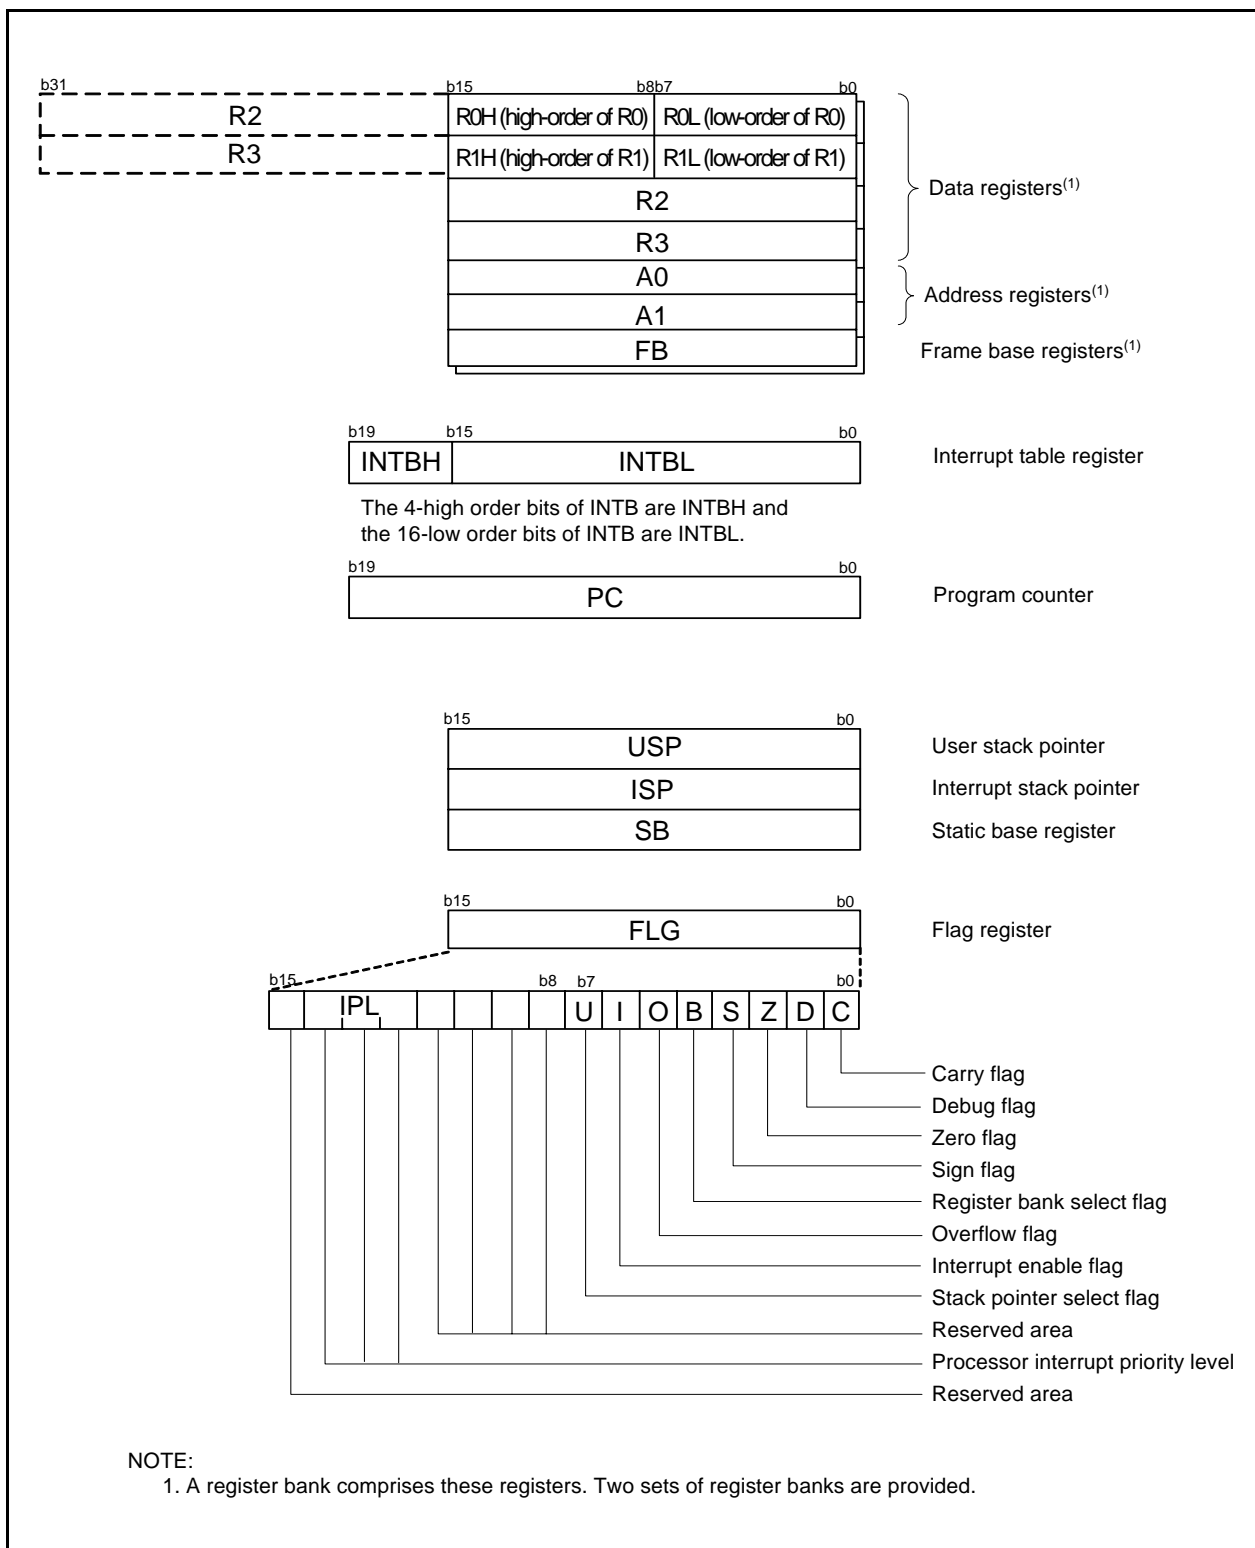 b31 b15 b8b7 b0
R2 R0H (high-order of R0) R0L (low-order of R0)
R3 R1H (high-order of R1) R1L (low-order of R1)
R2
Data registers(1)
R3
A0
Address registers(1)
A1
FB Frame base registers(1)
b19 b15 b0
INTBH INTBL Interrupt table register
The 4-high order bits of INTB are INTBH and
the 16-low order bits of INTB are INTBL.
b19 b0
PC Program counter
b15 b0
USP User stack pointer
ISP Interrupt stack pointer
SB Static base register
b15 b0
FLG Flag register
b15 b8 b7 b0
IPL U I O B S Z D C
Carry flag
Debug flag
Zero flag
Sign flag
Register bank select flag
Overflow flag
Interrupt enable flag
Stack pointer select flag
Reserved area
Processor interrupt priority level
Reserved area
NOTE:
1. A register bank comprises these registers. Two sets of register banks are provided.